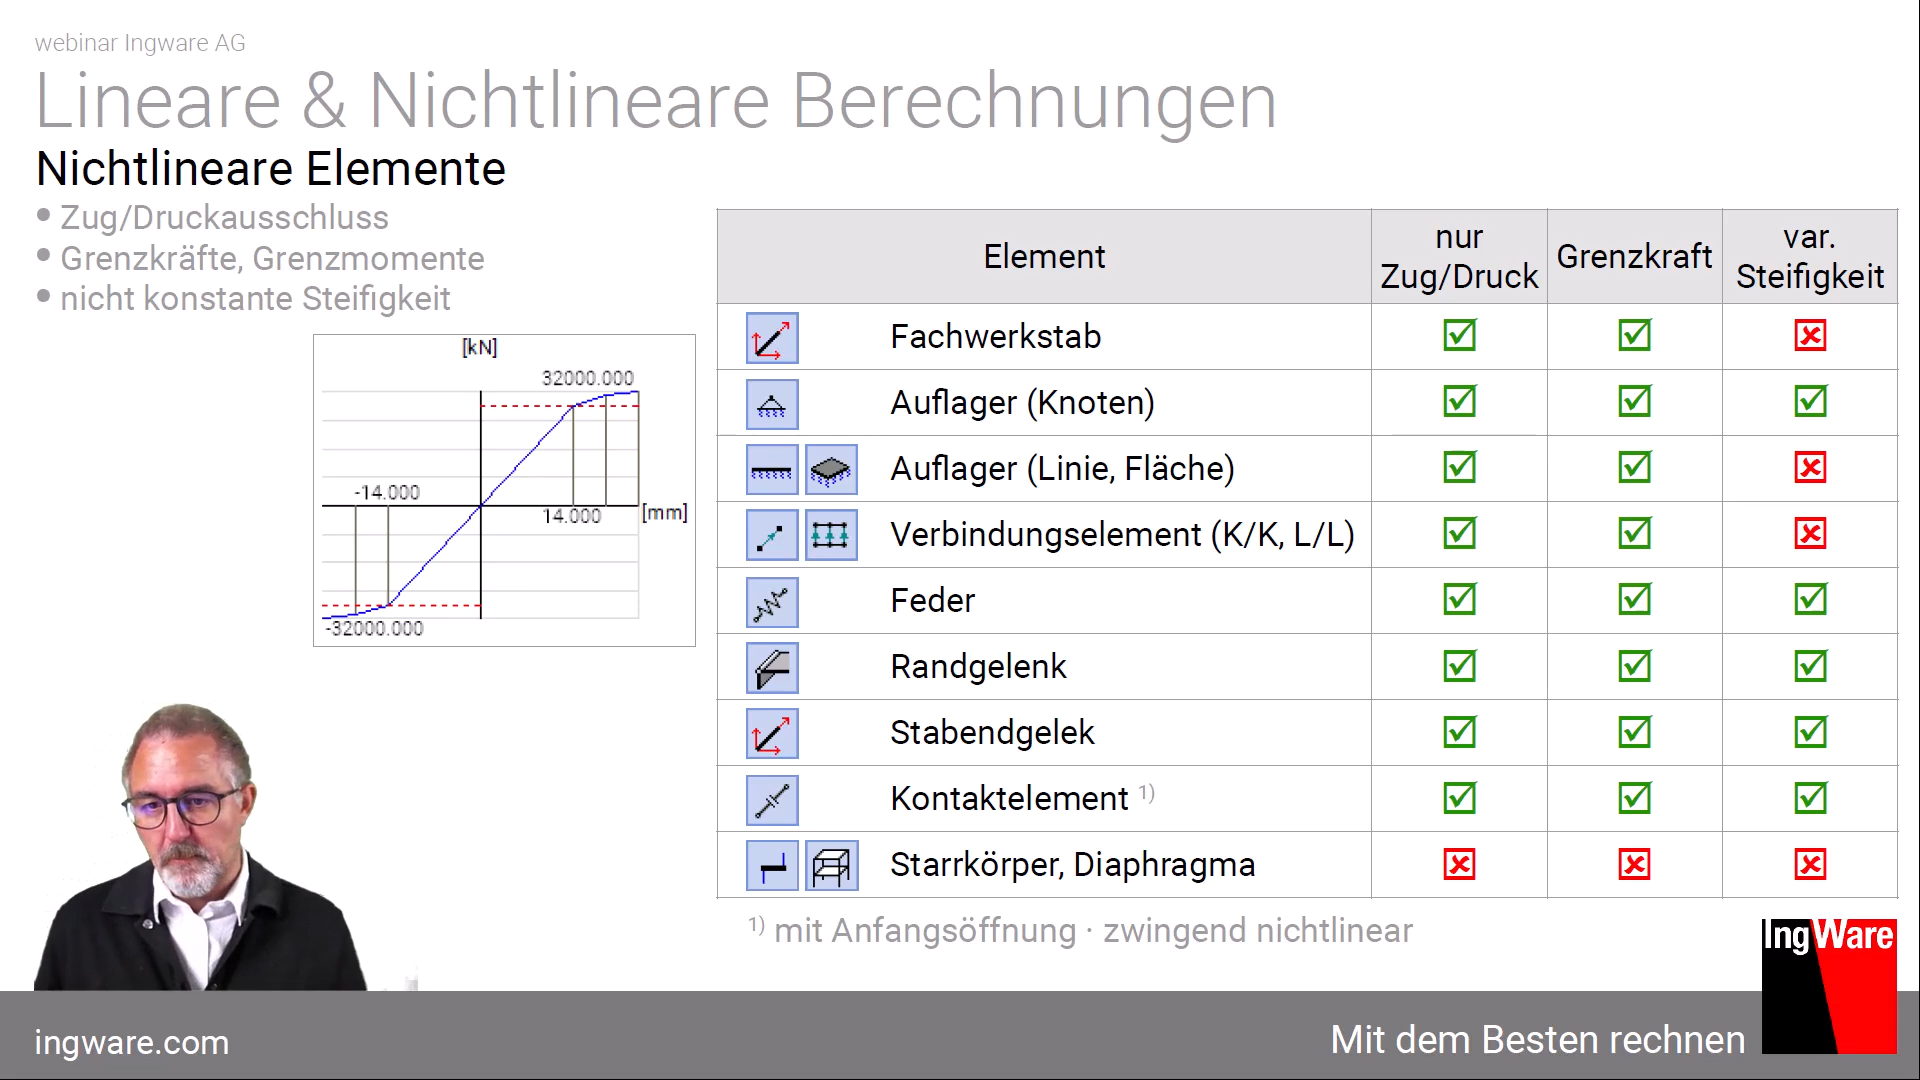 webinar Ingware AG
Lineare & Nichtlineare Berechnungen
Nichtlineare Elemente
• Zug/Druckausschluss
• Grenzkräfte, Grenzmomente
• nicht konstante Steifigkeit
[kN]
32000.000
-14.000
14.000
[mm]
-32000.000
Element
nur Zug/Druck
Grenzkraft
var. Steifigkeit
Fachwerkstab
Auflager (Knoten)
Auflager (Linie, Fläche)
Verbindungselement (K/K, L/L)
Feder
Randgelenk
Stabendgelek
Kontaktelement 1)
Starrkörper, Diaphragma
1) mit Anfangsöffnung · zwingend nichtlinear
IngWare
ingware.com
Mit dem Besten rechnen